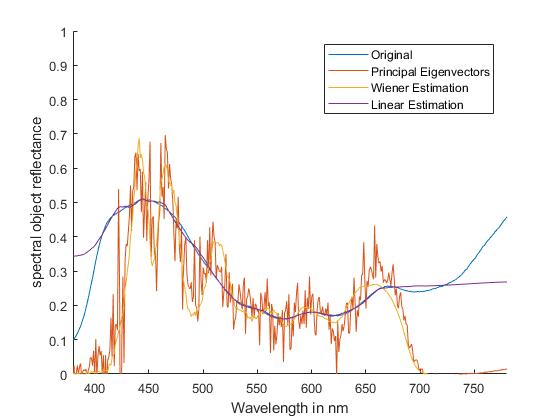 1
0.9
0.8
0.7
0.6
0.5
0.4
0.3
0.2
0.1
0
spectral object reflectance
Original
Principal Eigenvectors
Wiener Estimation
Linear Estimation
400 450 500 550 600 650 700 750
Wavelength in nm